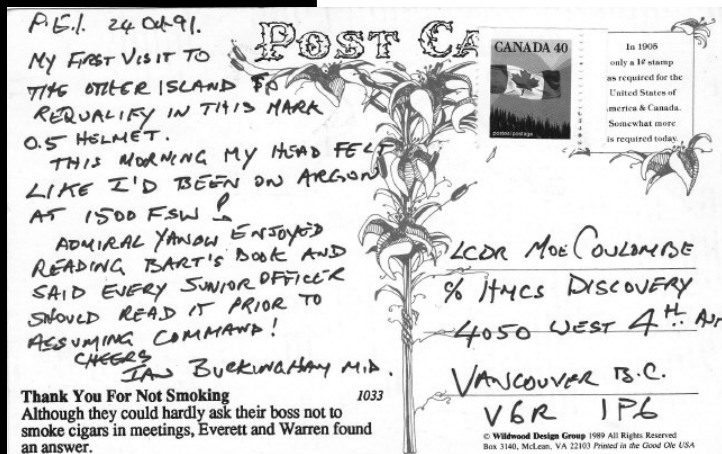 P.E.I. 24 Oct 91.
MY FIRST VISIT TO
THE OTHER ISLAND TO
REQUALIFY IN THIS MARK
0.5 HELMET.
THIS MORNING MY HEAD FELT
LIKE I'D BEEN ON ARGON
AT 1500 FSW!
ADMIRAL YANOW ENJOYED
READING BART'S BOOK AND
SAID EVERY JUNIOR OFFICER
SHOULD READ IT PRIOR TO
ASSUMING COMMAND!
CHEERS
IAN BUCKINGHAM M.D.
Thank You For Not Smoking 1033
Although they could hardly ask their boss not to
smoke cigars in meetings, Everett and Warren found
an answer.
POST CA
CANADA 40
postes/postage
In 1905
only a 1¢ stamp
as required for the
United States of
merica & Canada.
Somewhat more
is required today.
LCDR MOE COULOMBE
% HMCS DISCOVERY
4050 WEST 4TH AVE
VANCOUVER B.C.
V6R 1P6
© Wildwood Design Group 1989 All Rights Reserved
Box 3140, McLean, VA 22103 Printed in the Good Ole USA